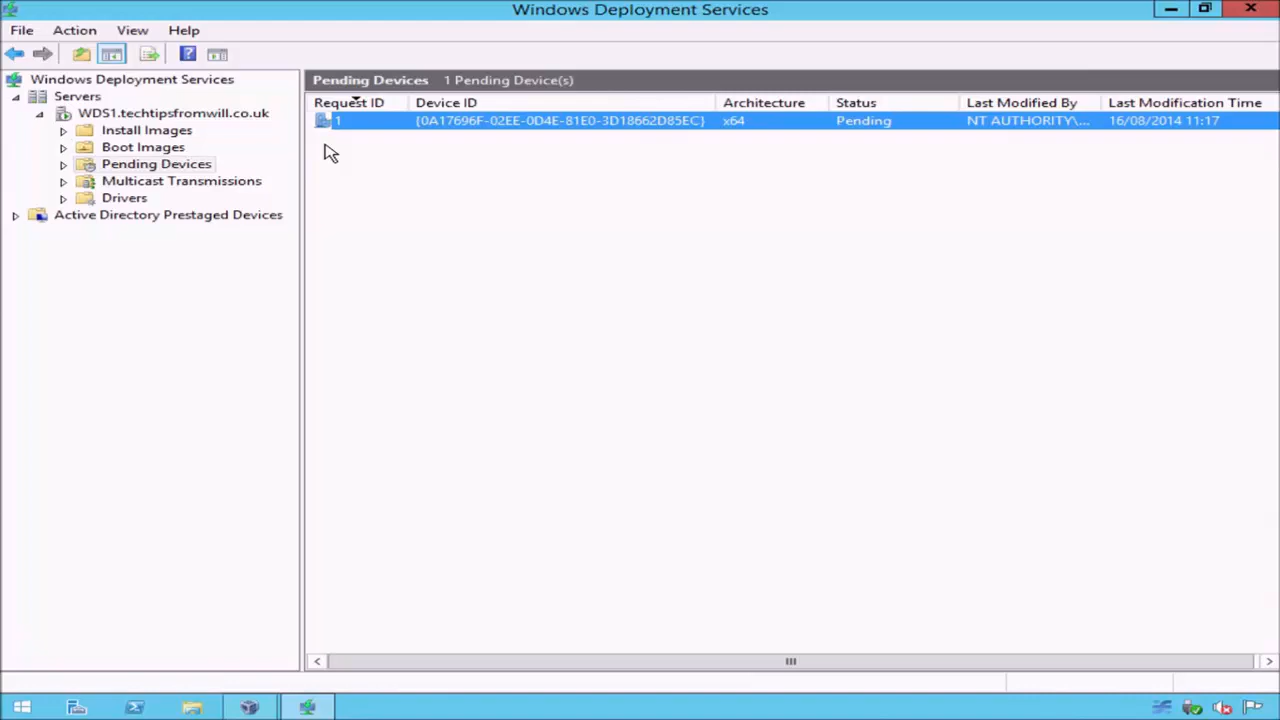 Windows Deployment Services
File Action View Help
Windows Deployment Services
Servers
WDS1.techtipsfromwill.co.uk
Install Images
Boot Images
Pending Devices
Multicast Transmissions
Drivers
Active Directory Prestaged Devices
Pending Devices 1 Pending Device(s)
Request ID Device ID Architecture Status Last Modified By Last Modification Time
1 {0A17696F-02EE-0D4E-81E0-3D18662D85EC} x64 Pending NT AUTHORITY\... 16/08/2014 11:17